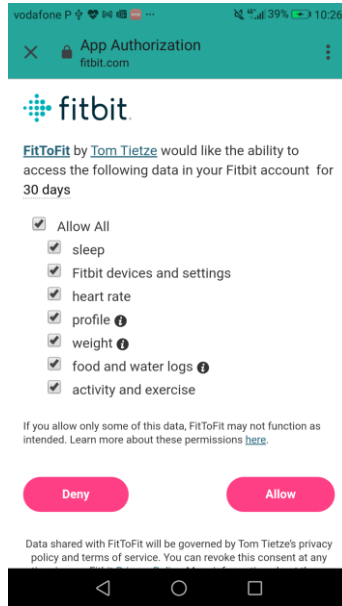 vodafone P
39% 10:26
App Authorization
fitbit.com
fitbit.
FitToFit by Tom Tietze would like the ability to
access the following data in your Fitbit account for
30 days
Allow All
sleep
Fitbit devices and settings
heart rate
profile
weight
food and water logs
activity and exercise
If you allow only some of this data, FitToFit may not function as
intended. Learn more about these permissions here.
Deny
Allow
Data shared with FitToFit will be governed by Tom Tietze's privacy
policy and terms of service. You can revoke this consent at any